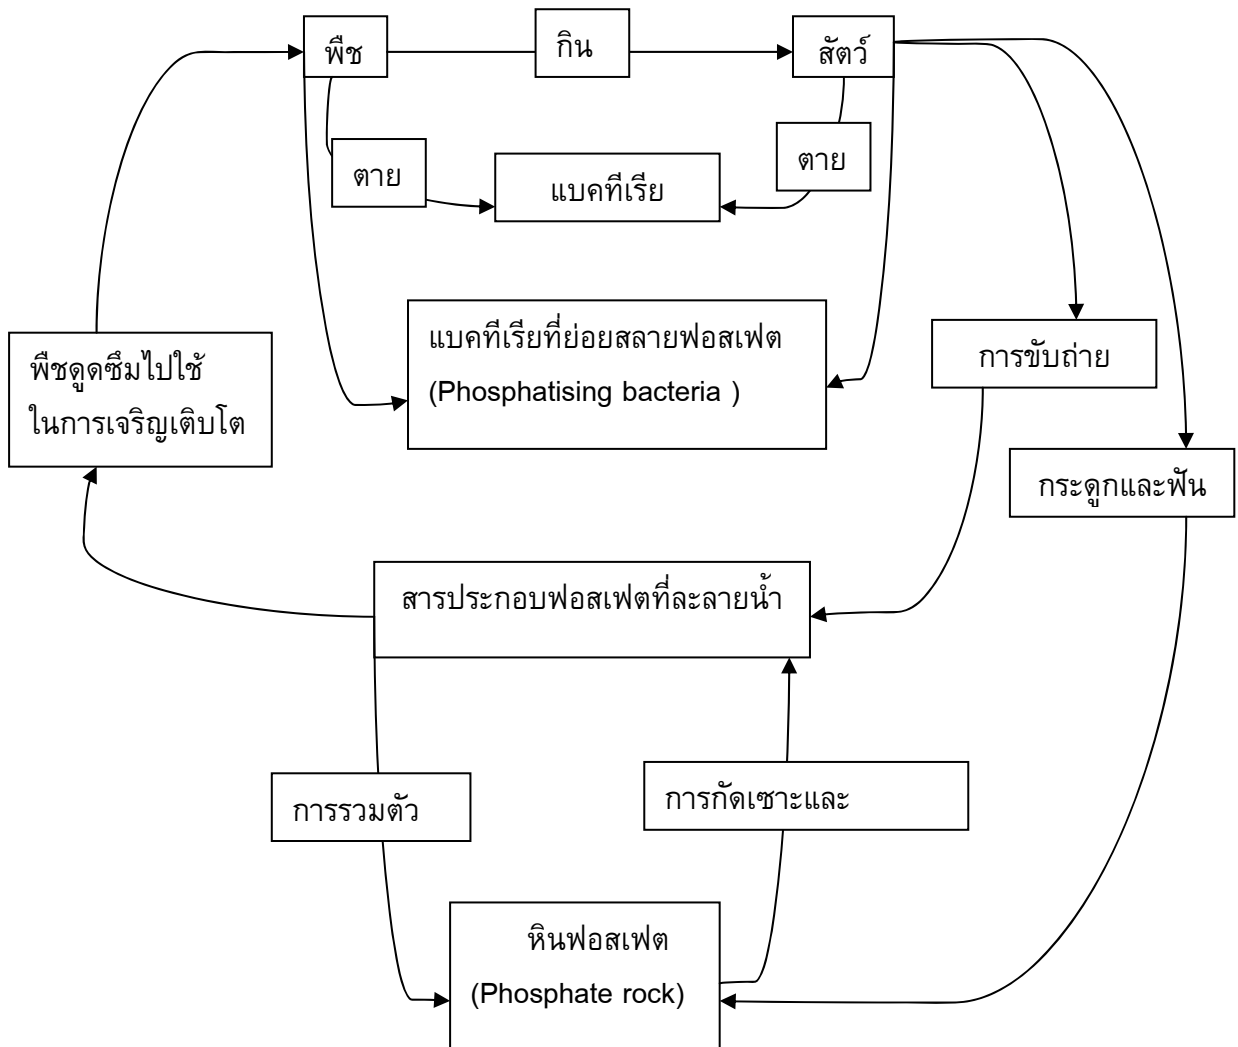 พืช
กิน
สัตว์
ตาย
แบคทีเรีย
ตาย
แบคทีเรียที่ย่อยสลายฟอสเฟต
(Phosphatising bacteria )
การขับถ่าย
พืชดูดซึมไปใช้
ในการเจริญเติบโต
กระดูกและฟัน
สารประกอบฟอสเฟตที่ละลายน้ำ
การรวมตัว
การกัดเซาะและ
หินฟอสเฟต
(Phosphate rock)